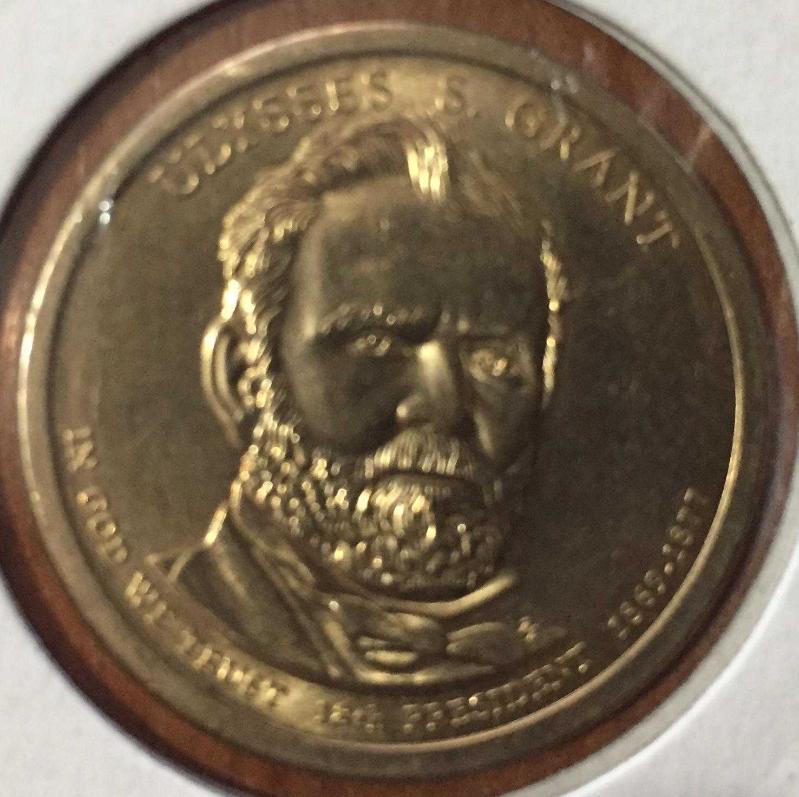 ULYSSES S. GRANT
IN GOD WE TRUST 18th PRESIDENT 1869-1877